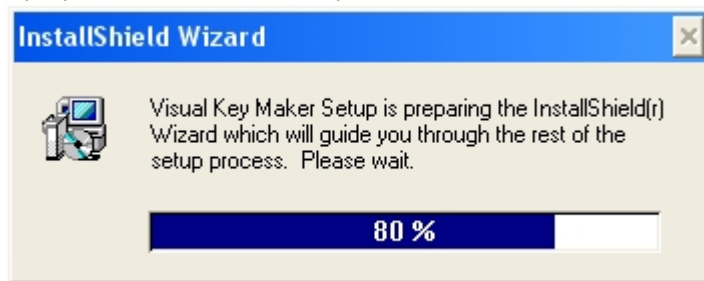 InstallShield Wizard
Visual Key Maker Setup is preparing the InstallShield(r)
Wizard which will guide you through the rest of the
setup process.  Please wait.
80 %